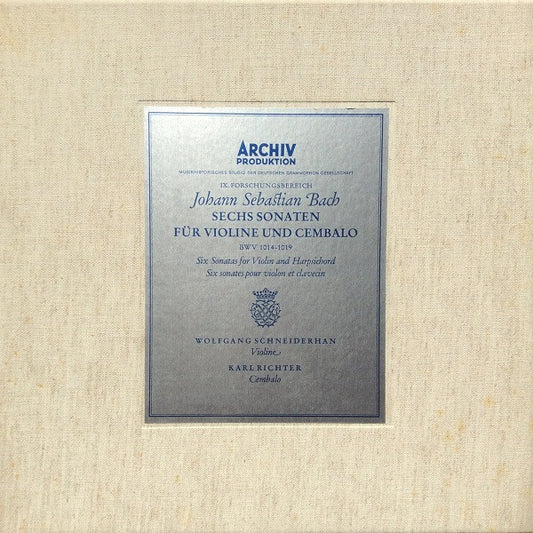 ARCHIV
PRODUKTION
MUSIKHISTORISCHES STUDIO DER DEUTSCHEN GRAMMOPHON GESELLSCHAFT
IX. FORSCHUNGSBEREICH
Johann Sebastian Bach
SECHS SONATEN
FÜR VIOLINE UND CEMBALO
BWV 1014-1019
Six Sonatas for Violin and Harpsichord
Six sonates pour violon et clavecin
WOLFGANG SCHNEIDERHAN
Violine
KARL RICHTER
Cembalo